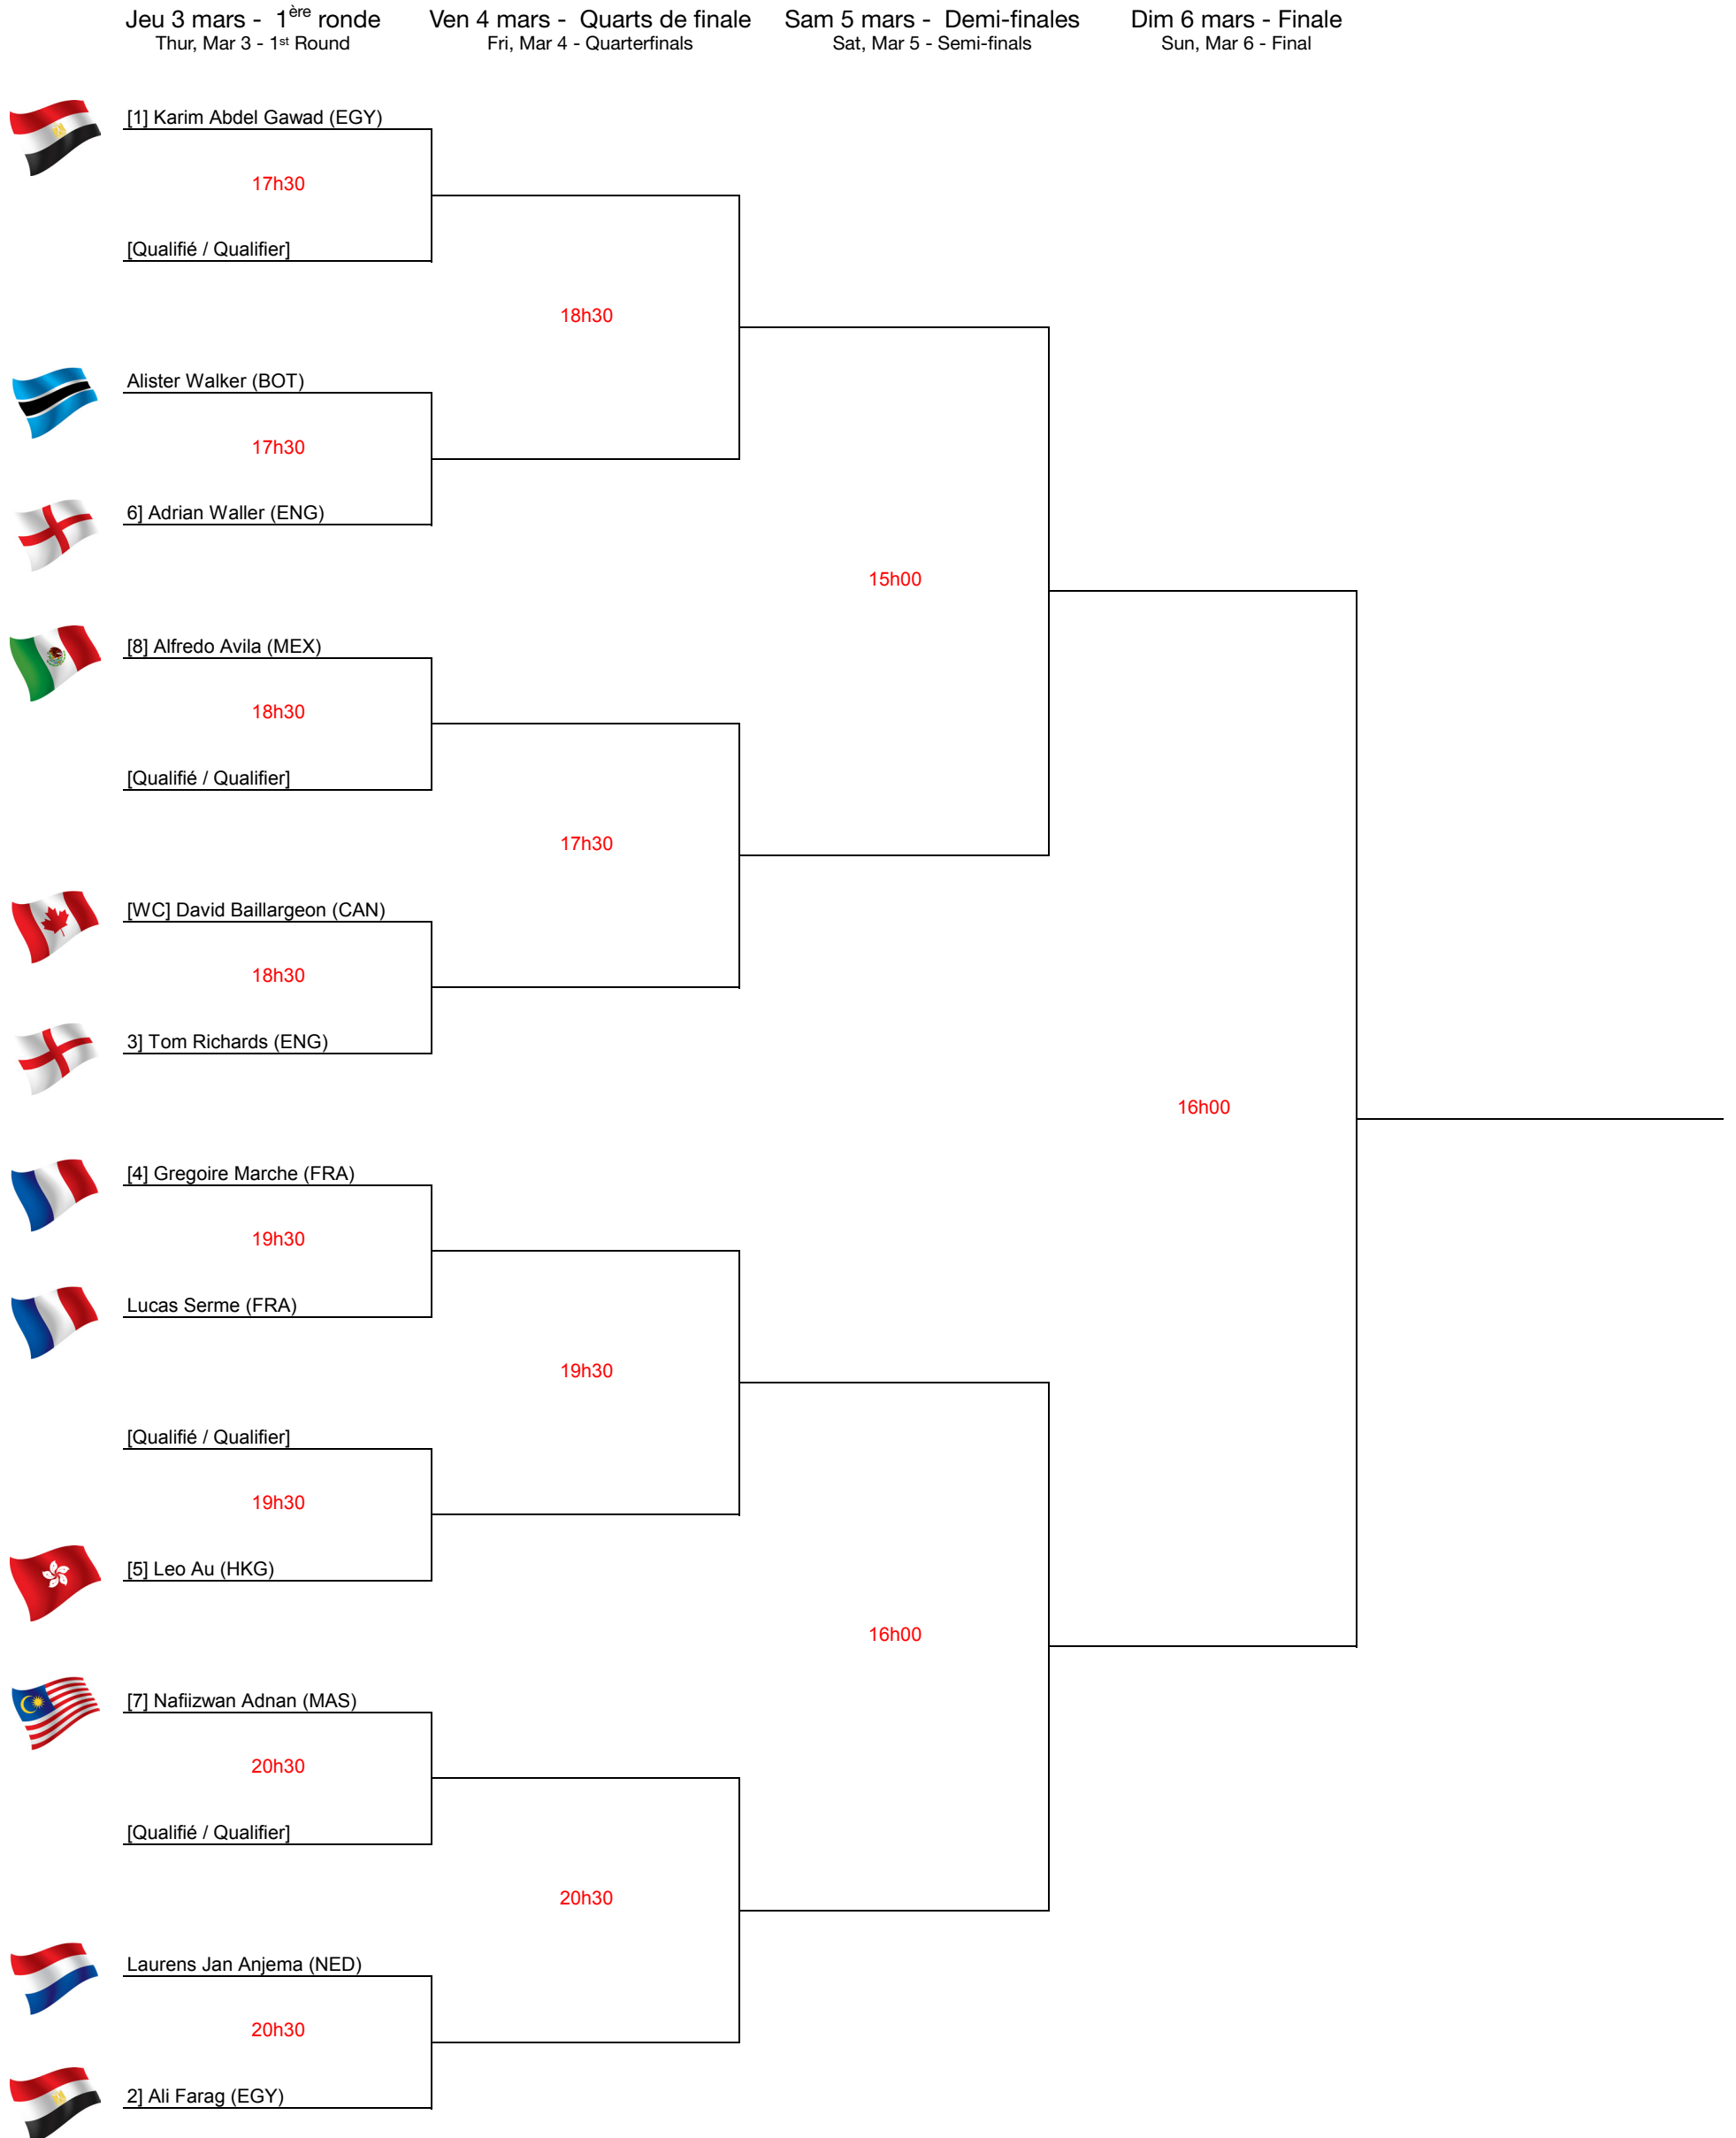 Jeu 3 mars - 1ère ronde
Thur, Mar 3 - 1st Round
Ven 4 mars - Quarts de finale
Fri, Mar 4 - Quarterfinals
Sam 5 mars - Demi-finales
Sat, Mar 5 - Semi-finals
Dim 6 mars - Finale
Sun, Mar 6 - Final
[1] Karim Abdel Gawad (EGY)
17h30
[Qualifié / Qualifier]
18h30
Alister Walker (BOT)
17h30
6] Adrian Waller (ENG)
15h00
[8] Alfredo Avila (MEX)
18h30
[Qualifié / Qualifier]
17h30
[WC] David Baillargeon (CAN)
18h30
3] Tom Richards (ENG)
16h00
[4] Gregoire Marche (FRA)
19h30
Lucas Serme (FRA)
19h30
[Qualifié / Qualifier]
19h30
[5] Leo Au (HKG)
16h00
[7] Nafiizwan Adnan (MAS)
20h30
[Qualifié / Qualifier]
20h30
Laurens Jan Anjema (NED)
20h30
2] Ali Farag (EGY)